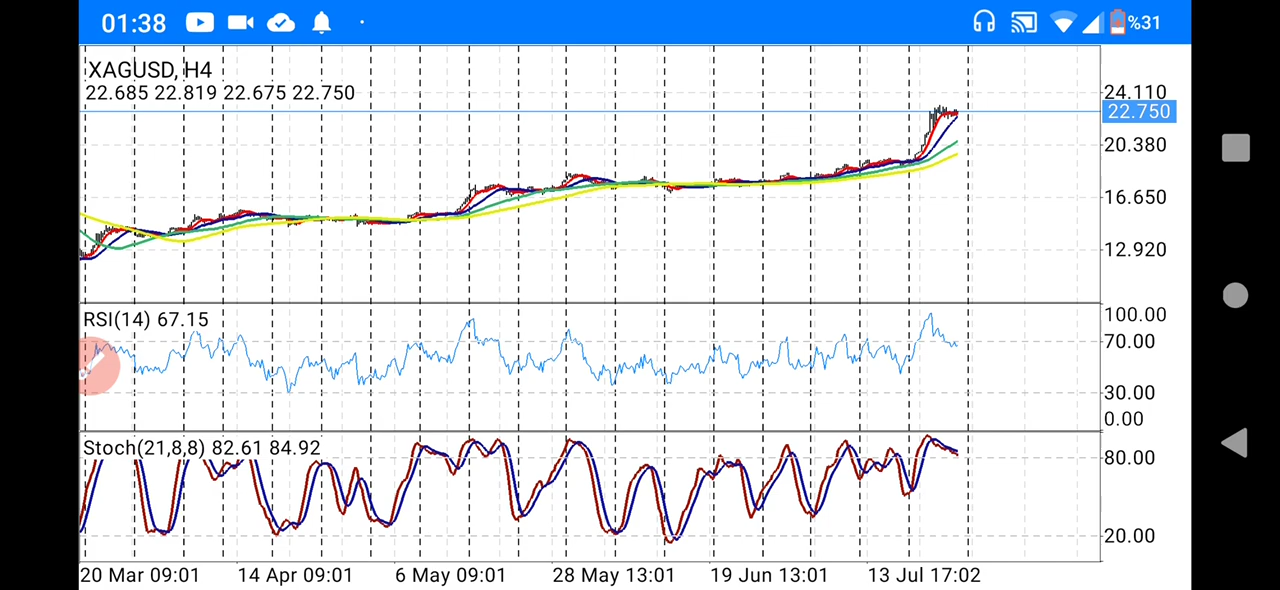 01:38
%31
XAGUSD, H4
22.685 22.819 22.675 22.750
24.110
22.750
20.380
16.650
12.920
RSI(14) 67.15
100.00
70.00
30.00
0.00
Stoch(21,8,8) 82.61 84.92
80.00
20.00
20 Mar 09:01 14 Apr 09:01 6 May 09:01 28 May 13:01 19 Jun 13:01 13 Jul 17:02